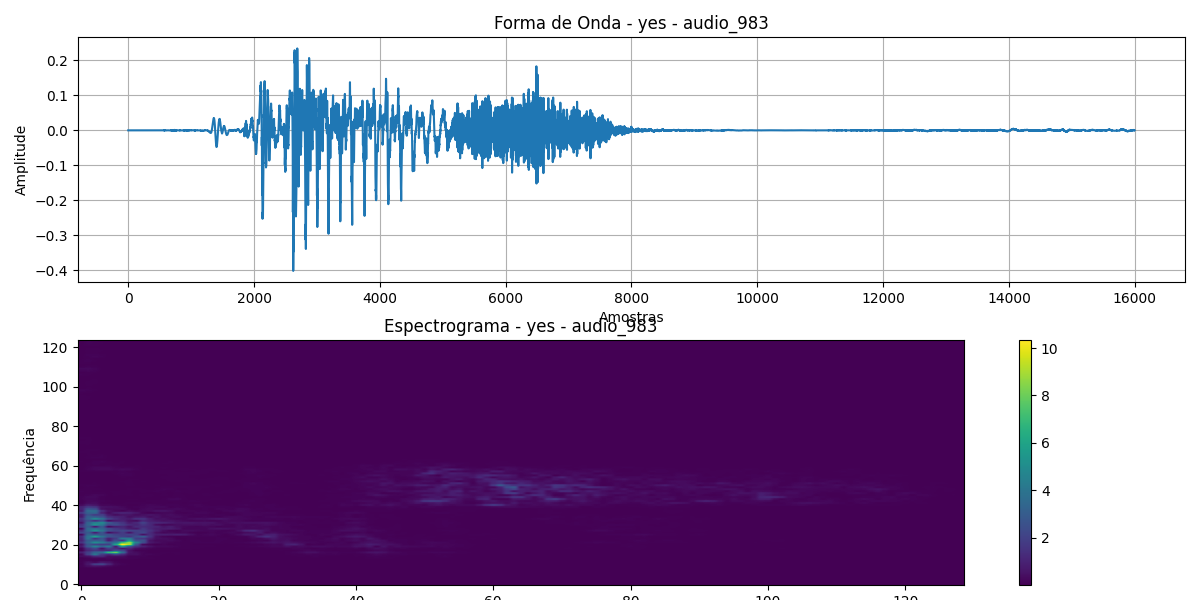 Forma de Onda - yes - audio_983
Amplitude
0.2
0.1
0.0
−0.1
−0.2
−0.3
−0.4
0 2000 4000 6000 8000 10000 12000 14000 16000
Amostras
Espectrograma - yes - audio_983
Frequência
120
100
80
60
40
20
0
0 20 40 60 80 100 120
10
8
6
4
2